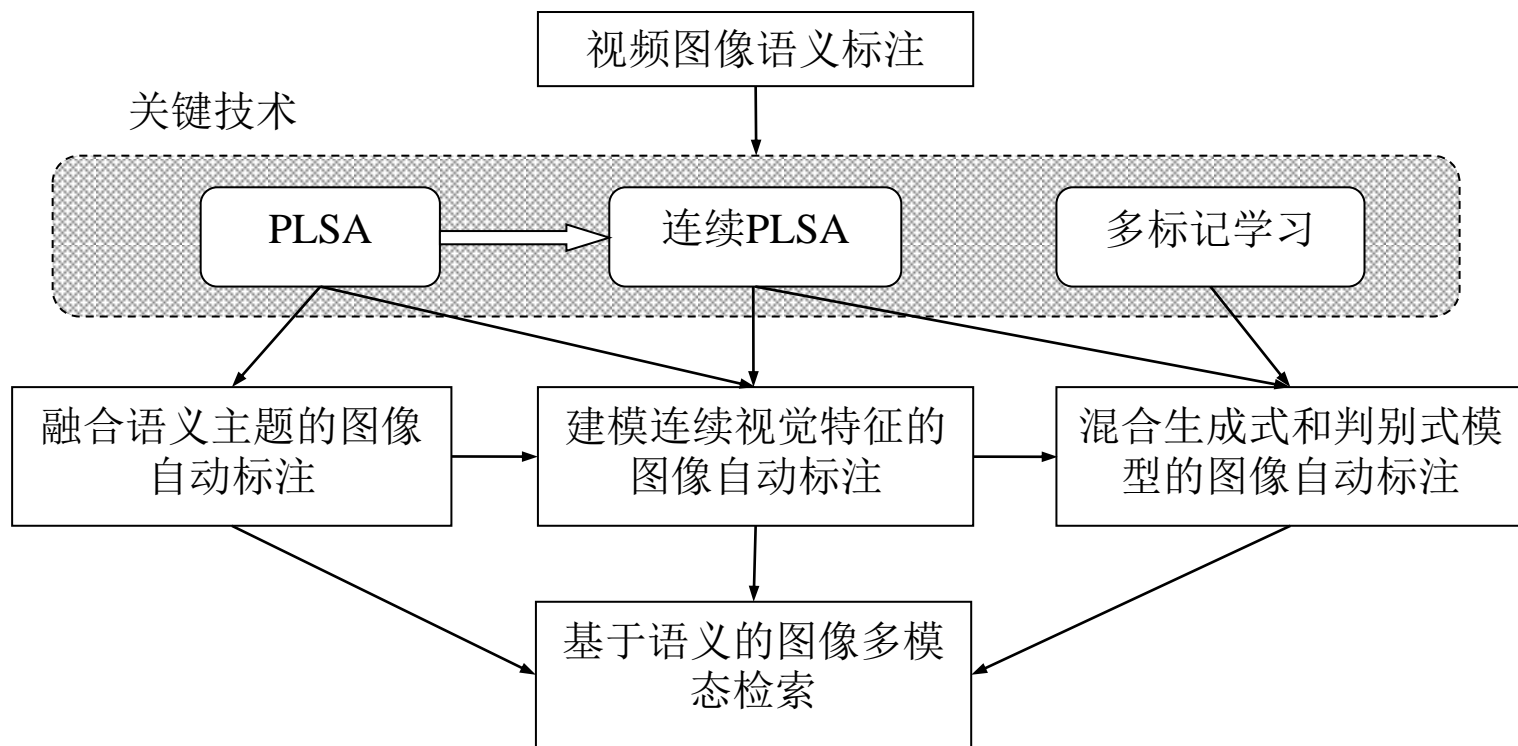 视频图像语义标注
关键技术
PLSA
连续PLSA
多标记学习
融合语义主题的图像
自动标注
建模连续视觉特征的
图像自动标注
混合生成式和判别式模
型的图像自动标注
基于语义的图像多模
态检索